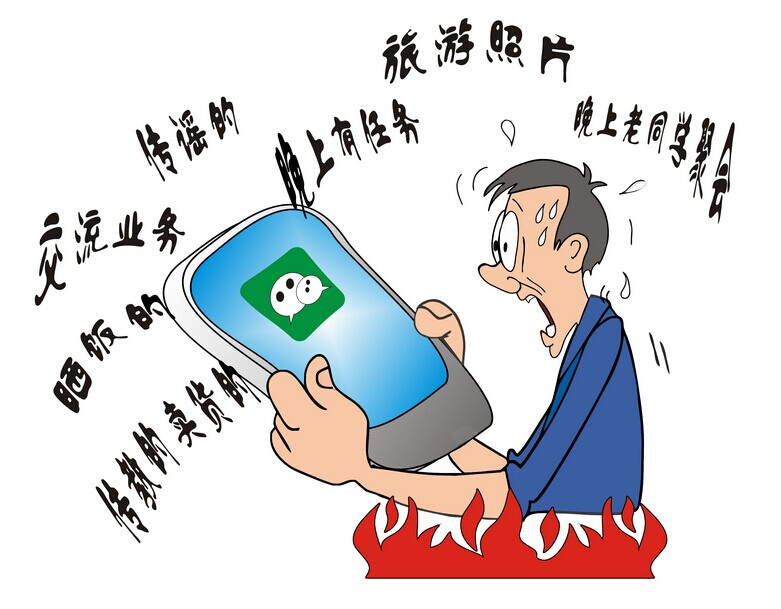 旅游照片
传谣的
晚上有任务
晚上老同学聚会
交流业务
晒饭的
传教的
卖货的